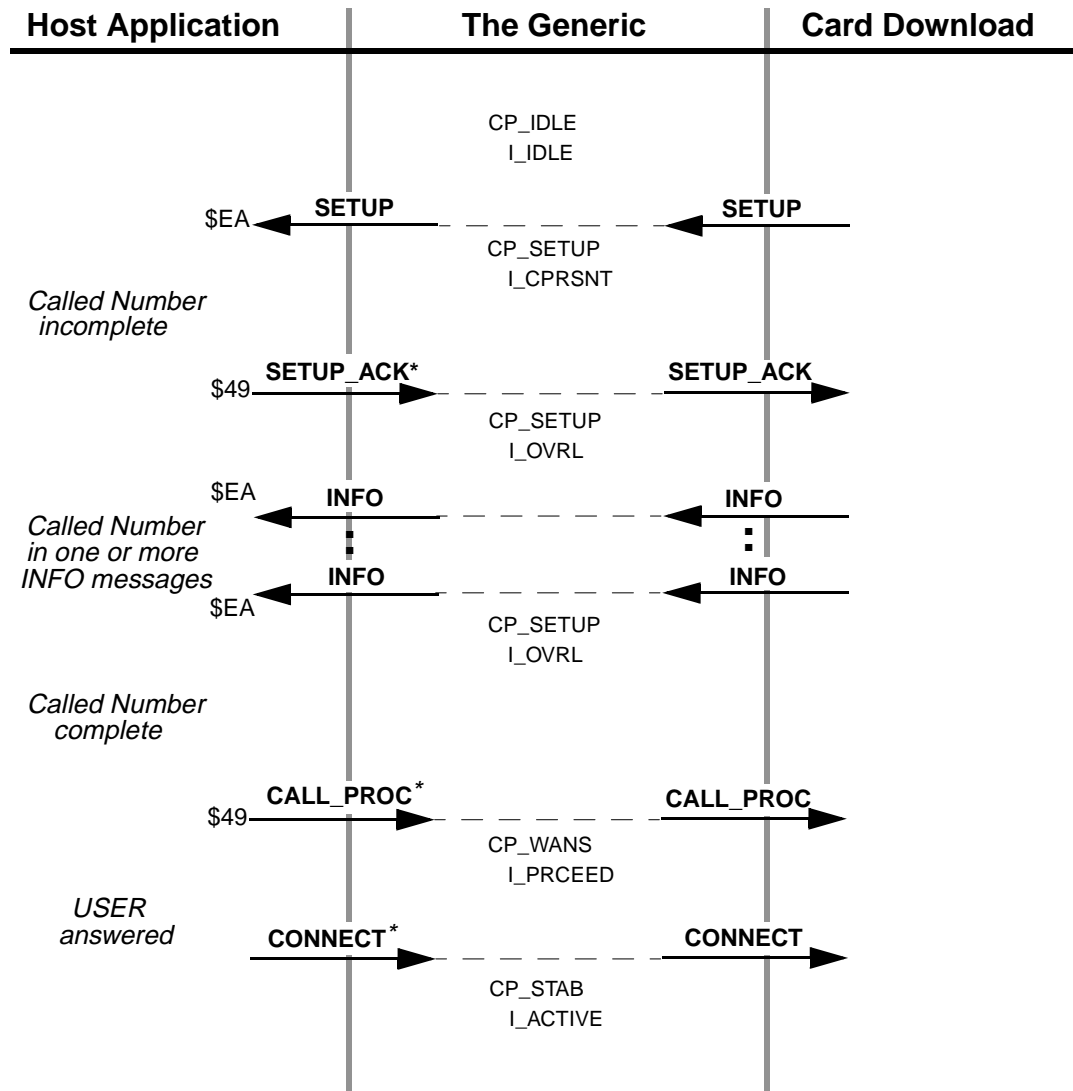 Host Application The Generic Card Download
CP_IDLE
I_IDLE
$EA SETUP SETUP
CP_SETUP
I_CPRSNT
Called Number
incomplete
$49 SETUP_ACK* SETUP_ACK
CP_SETUP
I_OVRL
$EA INFO INFO
Called Number
in one or more
INFO messages
$EA INFO INFO
CP_SETUP
I_OVRL
Called Number
complete
$49 CALL_PROC* CALL_PROC
CP_WANS
I_PRCEED
USER
answered
CONNECT* CONNECT
CP_STAB
I_ACTIVE